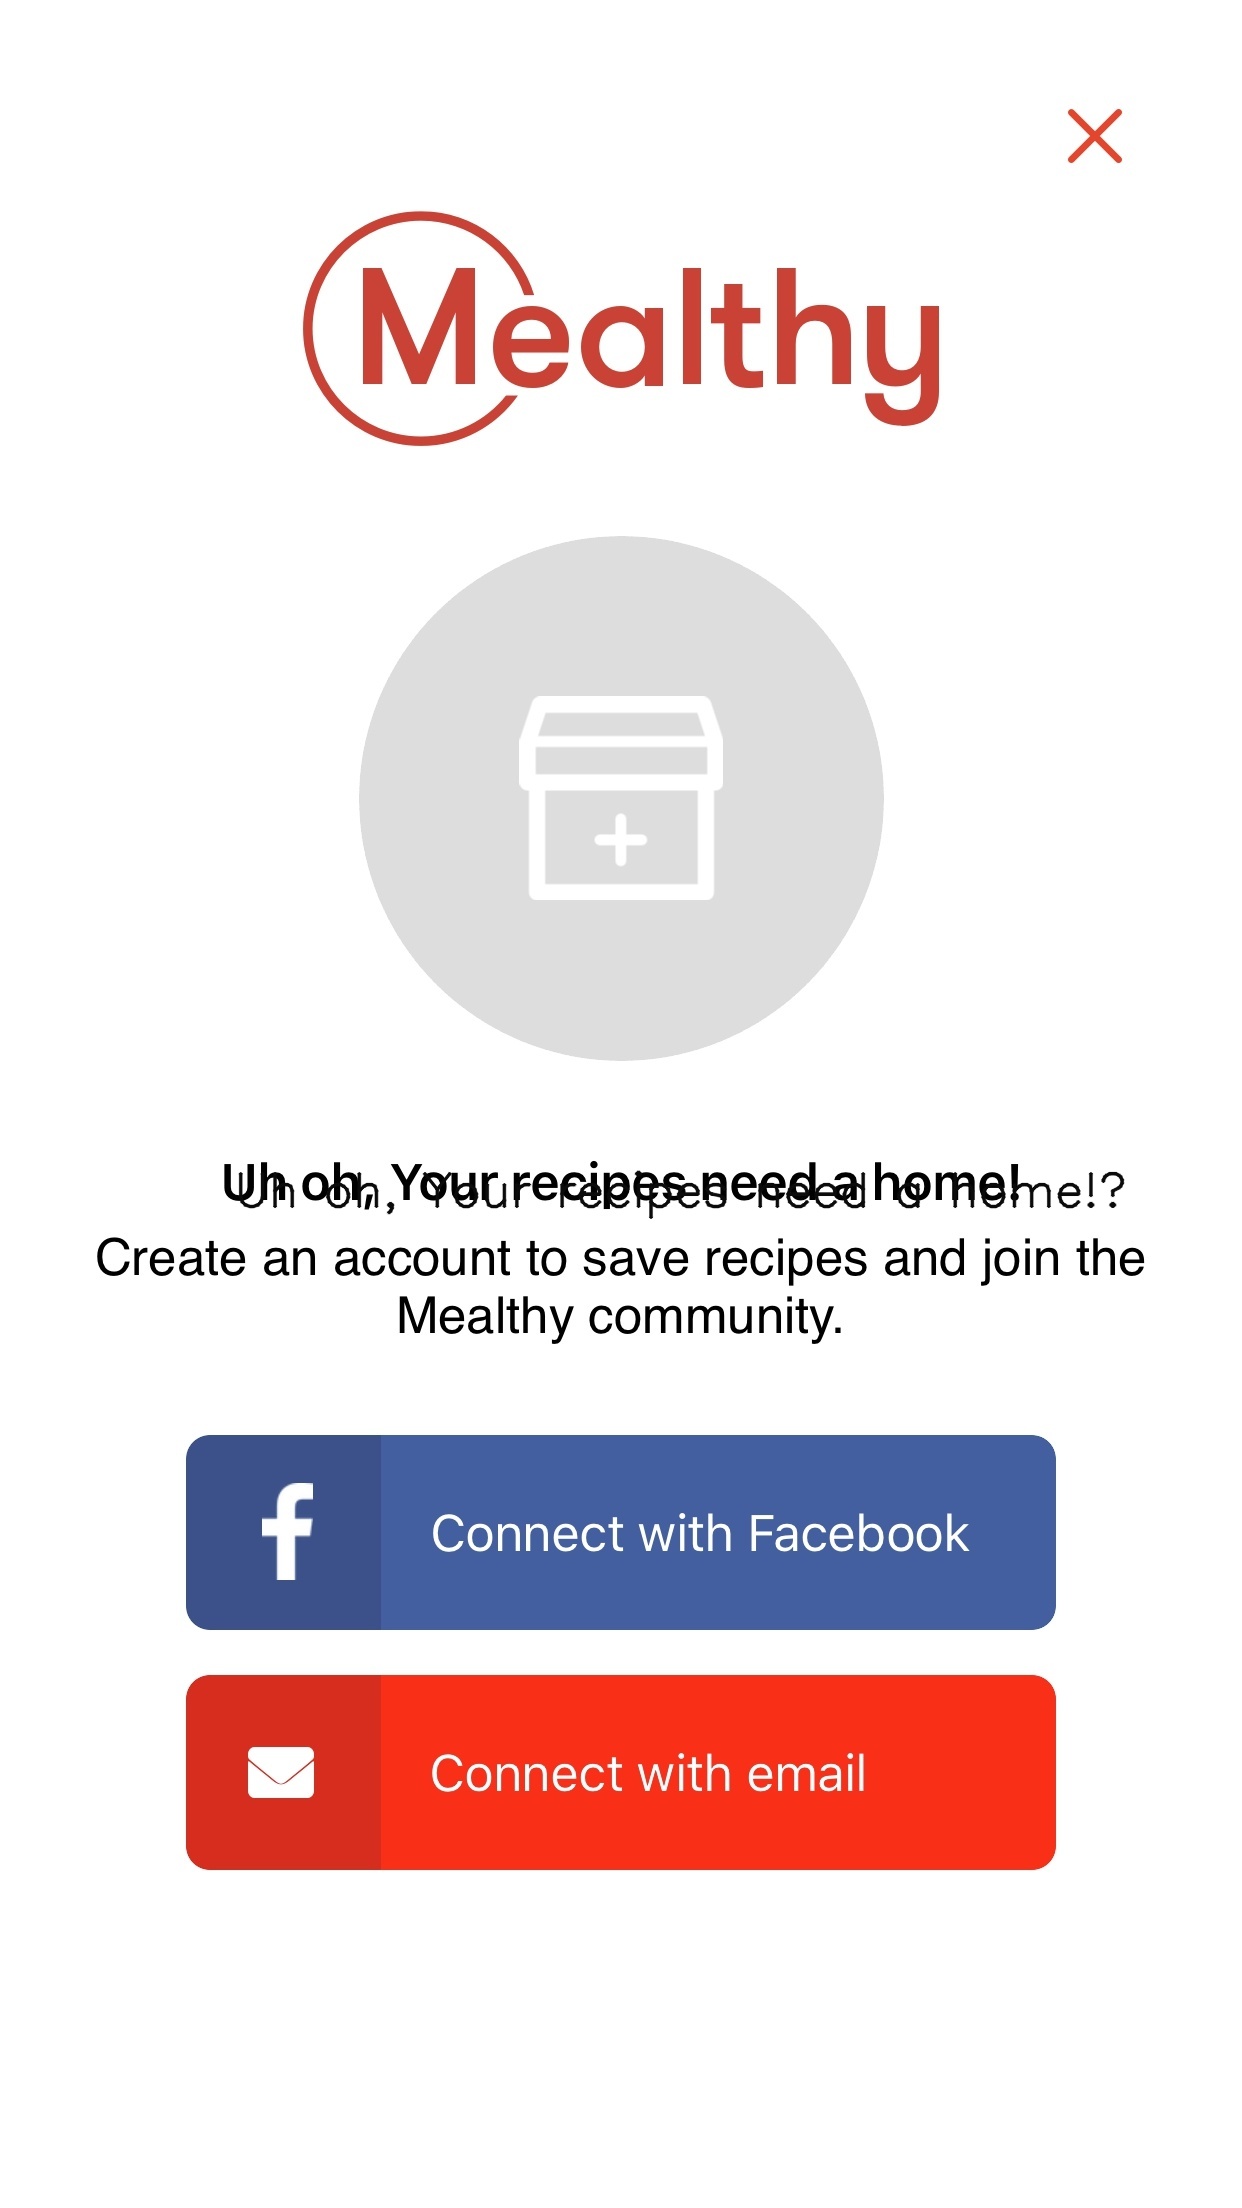 Mealthy
Uh oh, Your recipes need a home!
Uh oh, Your recipes need a home!?
Create an account to save recipes and join the
Mealthy community.
f Connect with Facebook
Connect with email